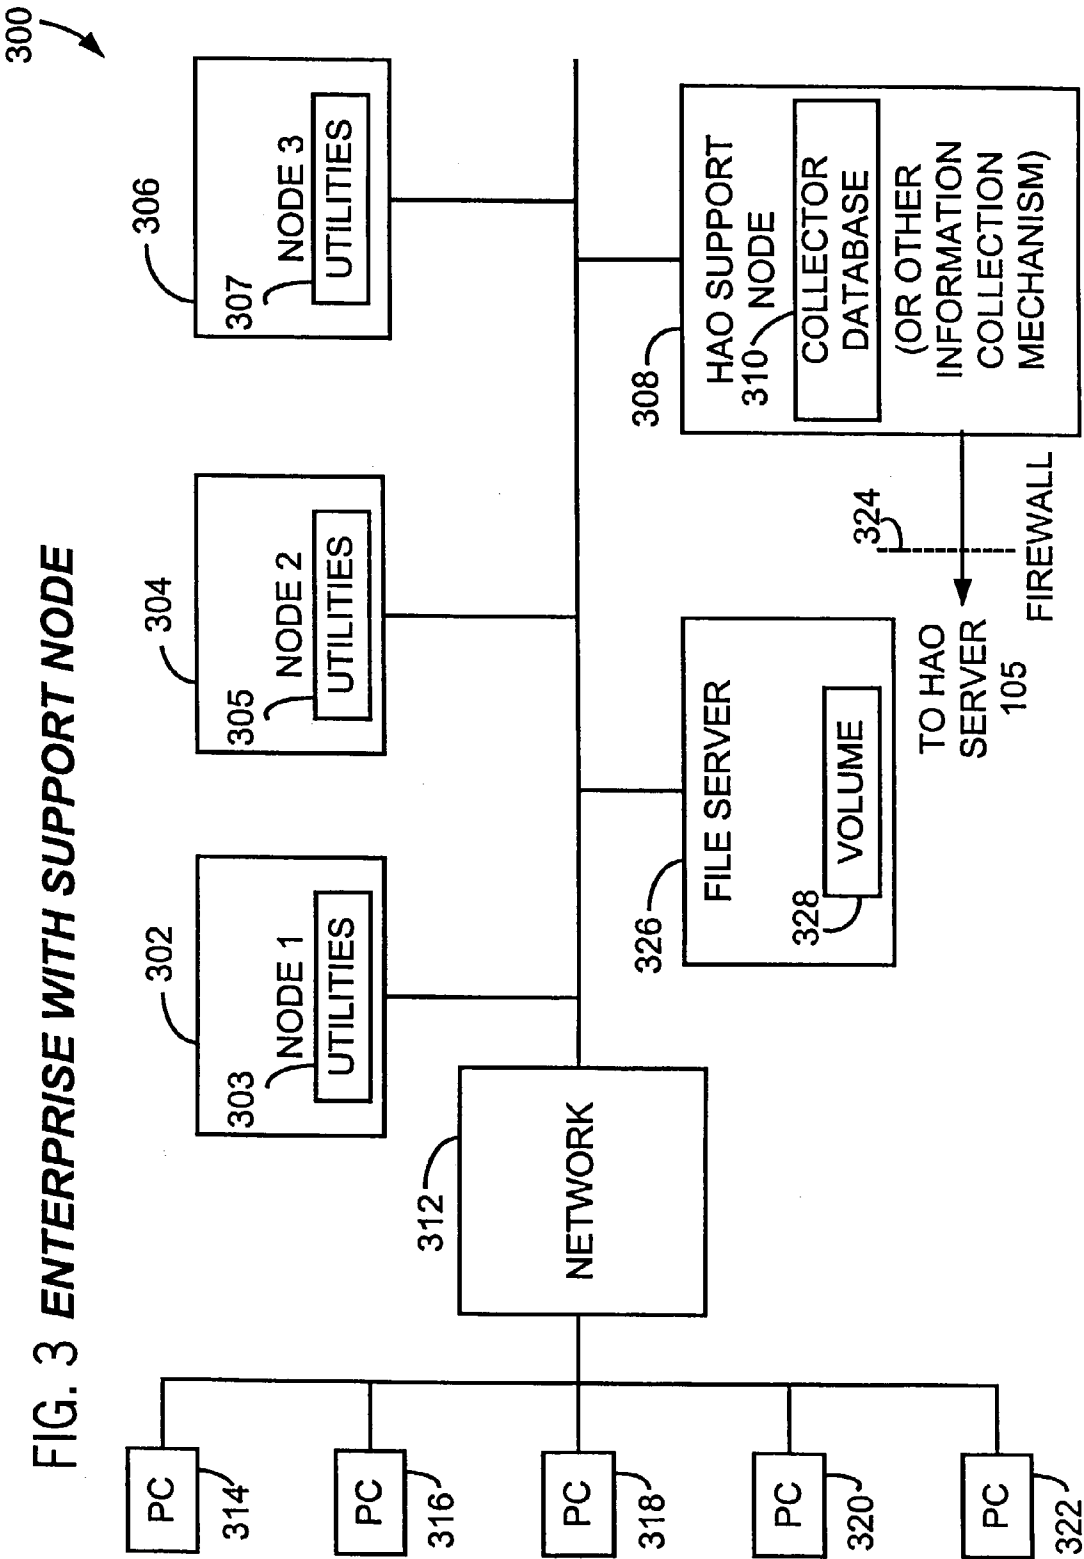 FIG. 3 ENTERPRISE WITH SUPPORT NODE
300
302
303
NODE 1
UTILITIES
304
305
NODE 2
UTILITIES
306
307
NODE 3
UTILITIES
312
NETWORK
PC
314
PC
316
PC
318
PC
320
PC
322
326
FILE SERVER
328
VOLUME
308
HAO SUPPORT
NODE
310
COLLECTOR
DATABASE
(OR OTHER
INFORMATION
COLLECTION
MECHANISM)
324
FIREWALL
TO HAO
SERVER
105